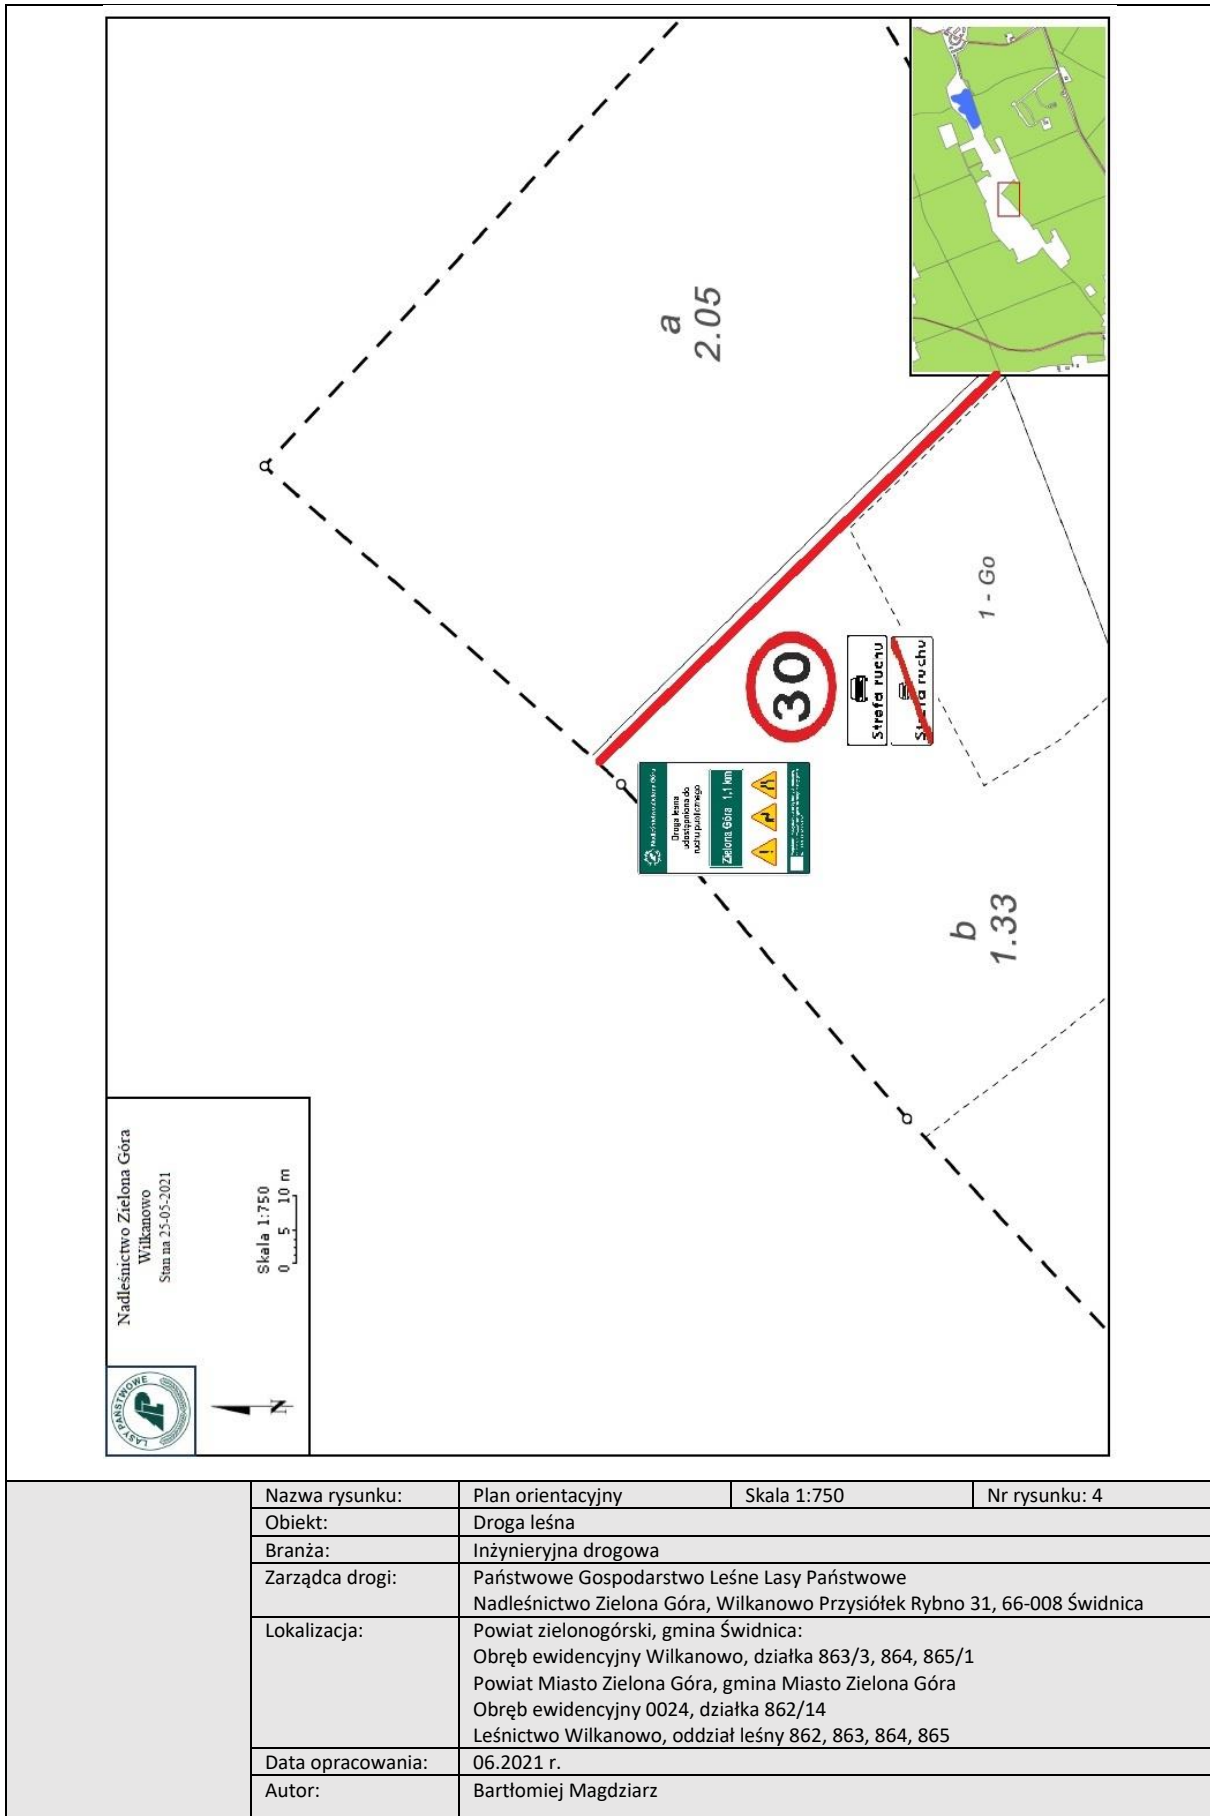 LASY PAŃSTWOWE
Nadleśnictwo Zielona Góra
Wilkanowo
Stan na 25-05-2021
Skala 1:750
0 5 10 m
N
a
2.05
1 - Go
b
1.33
30
Strefa ruchu
Strefa ruchu
Nadleśnictwo Zielona Góra
Droga leśna
udostępniona do
ruchu publicznego
Zielona Góra 1,1 km
Nazwa rysunku: Plan orientacyjny Skala 1:750 Nr rysunku: 4
Obiekt: Droga leśna
Branża: Inżynieryjna drogowa
Zarządca drogi: Państwowe Gospodarstwo Leśne Lasy Państwowe
Nadleśnictwo Zielona Góra, Wilkanowo Przysiółek Rybno 31, 66-008 Świdnica
Lokalizacja: Powiat zielonogórski, gmina Świdnica:
Obręb ewidencyjny Wilkanowo, działka 863/3, 864, 865/1
Powiat Miasto Zielona Góra, gmina Miasto Zielona Góra
Obręb ewidencyjny 0024, działka 862/14
Leśnictwo Wilkanowo, oddział leśny 862, 863, 864, 865
Data opracowania: 06.2021 r.
Autor: Bartłomiej Magdziarz